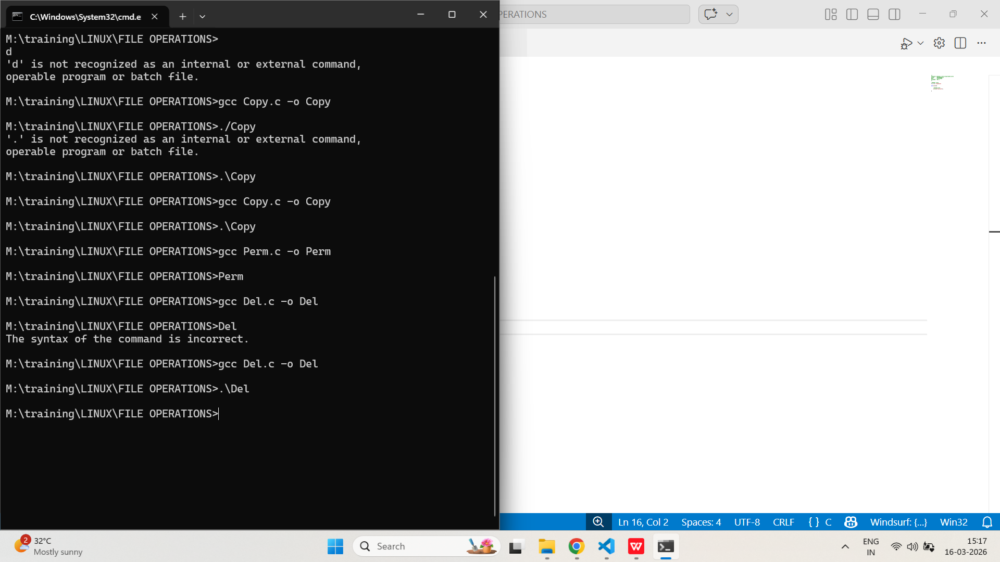 C:\Windows\System32\cmd.e
PERATIONS
M:\training\LINUX\FILE OPERATIONS>
d
'd' is not recognized as an internal or external command,
operable program or batch file.
M:\training\LINUX\FILE OPERATIONS>gcc Copy.c -o Copy
M:\training\LINUX\FILE OPERATIONS>./Copy
'.' is not recognized as an internal or external command,
operable program or batch file.
M:\training\LINUX\FILE OPERATIONS>.\Copy
M:\training\LINUX\FILE OPERATIONS>gcc Copy.c -o Copy
M:\training\LINUX\FILE OPERATIONS>.\Copy
M:\training\LINUX\FILE OPERATIONS>gcc Perm.c -o Perm
M:\training\LINUX\FILE OPERATIONS>Perm
M:\training\LINUX\FILE OPERATIONS>gcc Del.c -o Del
M:\training\LINUX\FILE OPERATIONS>Del
The syntax of the command is incorrect.
M:\training\LINUX\FILE OPERATIONS>gcc Del.c -o Del
M:\training\LINUX\FILE OPERATIONS>.\Del
M:\training\LINUX\FILE OPERATIONS>
Ln 16, Col 2 Spaces: 4 UTF-8 CRLF { } C Windsurf: {...} Win32
2
32°C
Mostly sunny
Search
W
ENG
IN
15:17
16-03-2026